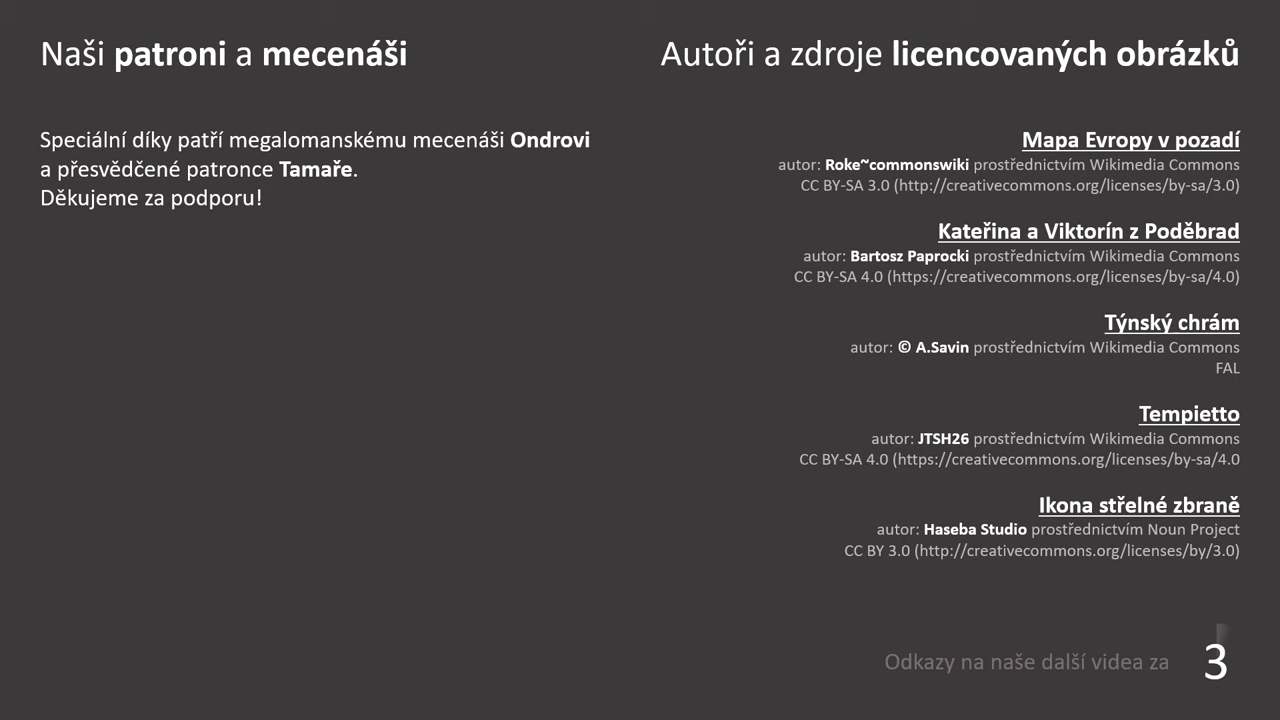 Naši patroni a mecenáši
Speciální díky patří megalomanskému mecenáši Ondrovi
a přesvědčené patronce Tamaře.
Děkujeme za podporu!
Autoři a zdroje licencovaných obrázků
Mapa Evropy v pozadí
autor: Roke~commonswiki prostřednictvím Wikimedia Commons
CC BY-SA 3.0 (http://creativecommons.org/licenses/by-sa/3.0)
Kateřina a Viktorín z Poděbrad
autor: Bartosz Paprocki prostřednictvím Wikimedia Commons
CC BY-SA 4.0 (https://creativecommons.org/licenses/by-sa/4.0)
Týnský chrám
autor: © A.Savin prostřednictvím Wikimedia Commons
FAL
Tempietto
autor: JTSH26 prostřednictvím Wikimedia Commons
CC BY-SA 4.0 (https://creativecommons.org/licenses/by-sa/4.0
Ikona střelné zbraně
autor: Haseba Studio prostřednictvím Noun Project
CC BY 3.0 (http://creativecommons.org/licenses/by/3.0)
Odkazy na naše další videa za 3